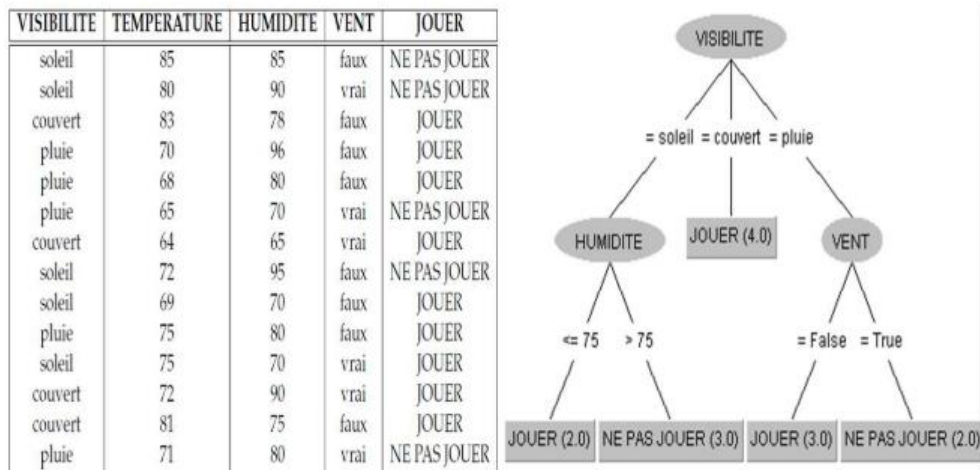 VISIBILITE TEMPERATURE HUMIDITE VENT JOUER
soleil 85 85 faux NE PAS JOUER
soleil 80 90 vrai NE PAS JOUER
couvert 83 78 faux JOUER
pluie 70 96 faux JOUER
pluie 68 80 faux JOUER
pluie 65 70 vrai NE PAS JOUER
couvert 64 65 vrai JOUER
soleil 72 95 faux NE PAS JOUER
soleil 69 70 faux JOUER
pluie 75 80 faux JOUER
soleil 75 70 vrai JOUER
couvert 72 90 vrai JOUER
couvert 81 75 faux JOUER
pluie 71 80 vrai NE PAS JOUER
VISIBILITE
= soleil = couvert = pluie
HUMIDITE JOUER (4.0) VENT
<= 75 > 75 = False = True
JOUER (2.0) NE PAS JOUER (3.0) JOUER (3.0) NE PAS JOUER (2.0)